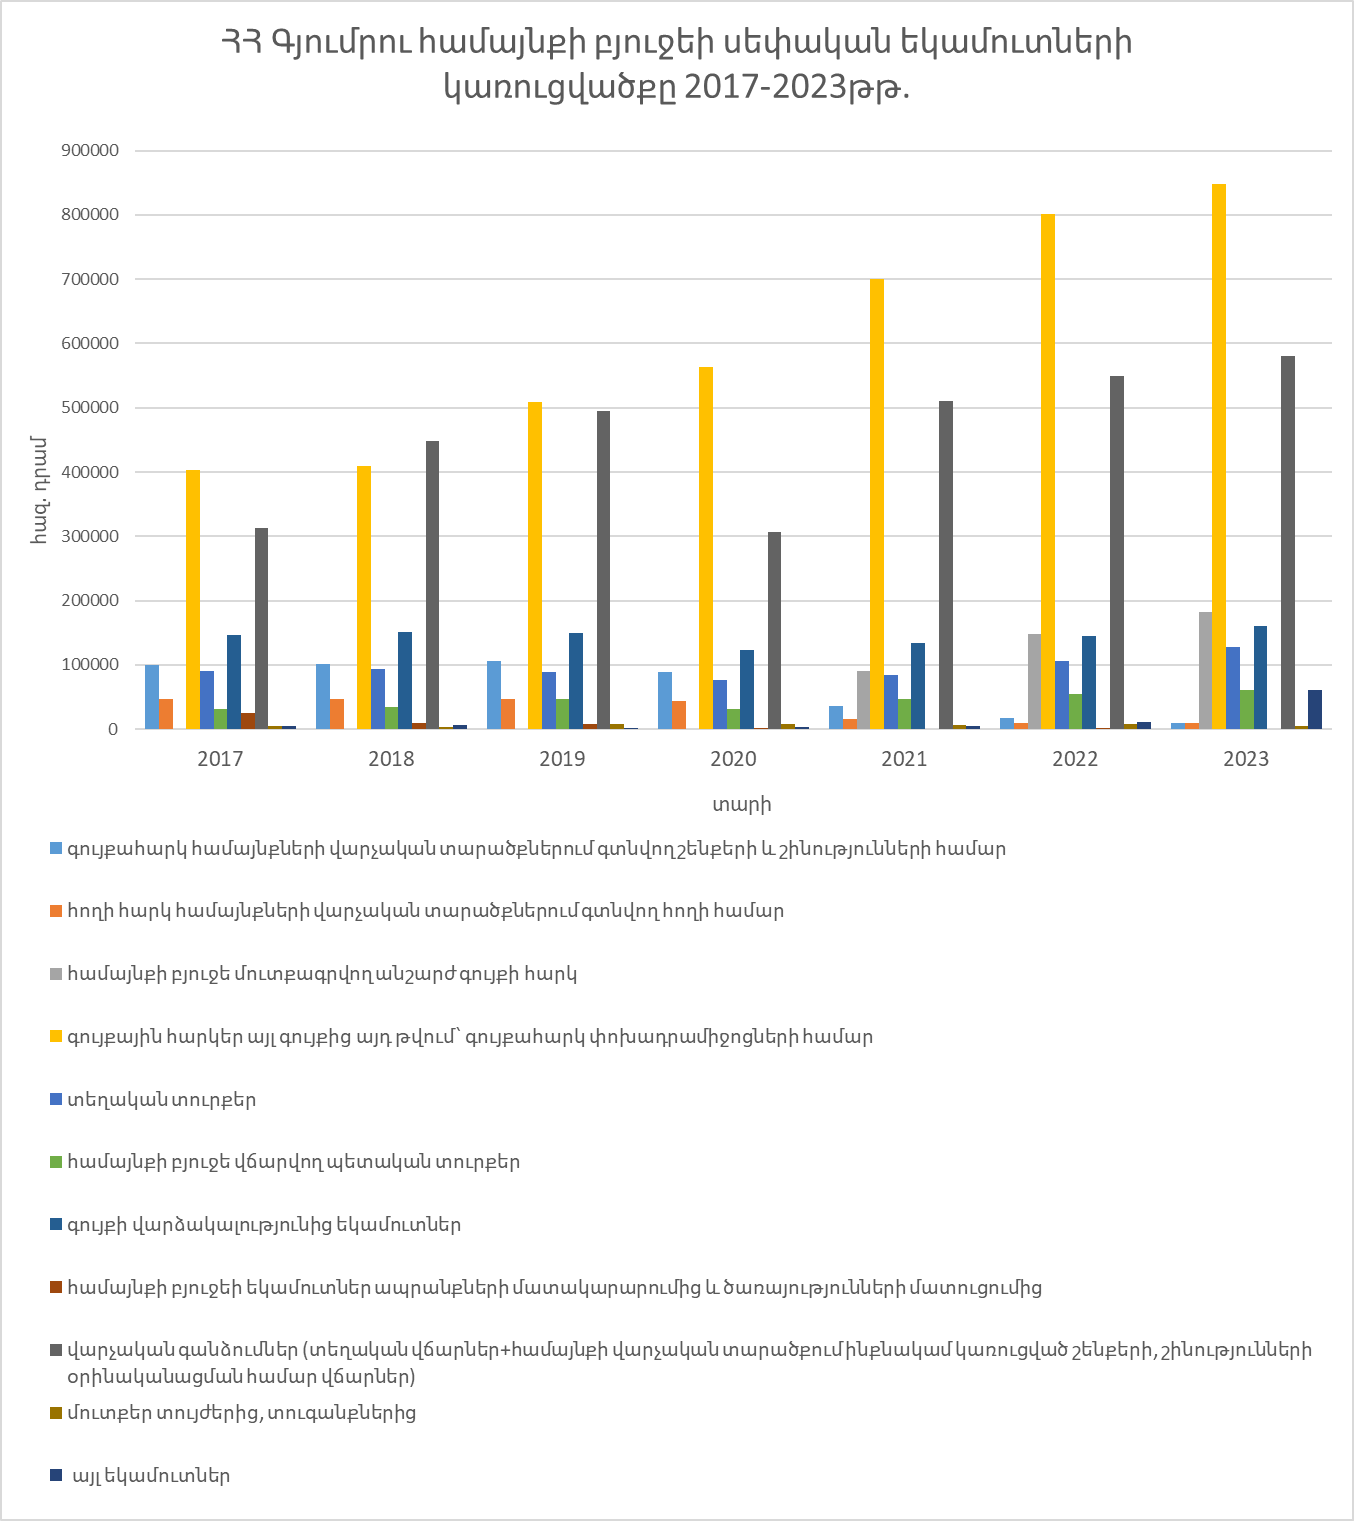 ՀՀ Գյումրու համայնքի բյուջեի սեփական եկամուտների
կառուցվածքը 2017-2023թթ.
900000
800000
700000
600000
500000
400000
300000
200000
100000
0
հազ. դրամ
2017 2018 2019 2020 2021 2022 2023
տարի
գույքահարկ համայնքների վարչական տարածքներում գտնվող շենքերի և շինությունների համար
հողի հարկ համայնքների վարչական տարածքներում գտնվող հողի համար
համայնքի բյուջե մուտքագրվող անշարժ գույքի հարկ
գույքային հարկեր այլ գույքից այդ թվում՝ գույքահարկ փոխադրամիջոցների համար
տեղական տուրքեր
համայնքի բյուջե վճարվող պետական տուրքեր
գույքի վարձակալությունից եկամուտներ
համայնքի բյուջեի եկամուտներ ապրանքների մատակարարումից և ծառայությունների մատուցումից
վարչական գանձումներ (տեղական վճարներ+համայնքի վարչական տարածքում ինքնակամ կառուցված շենքերի, շինությունների
օրինականացման համար վճարներ)
մուտքեր տույժերից, տուգանքներից
այլ եկամուտներ